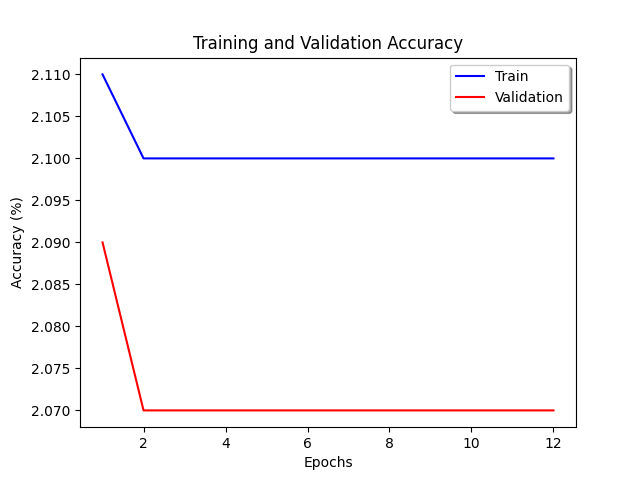 Training and Validation Accuracy
Train
Validation
Accuracy (%)
2.110
2.105
2.100
2.095
2.090
2.085
2.080
2.075
2.070
2 4 6 8 10 12
Epochs